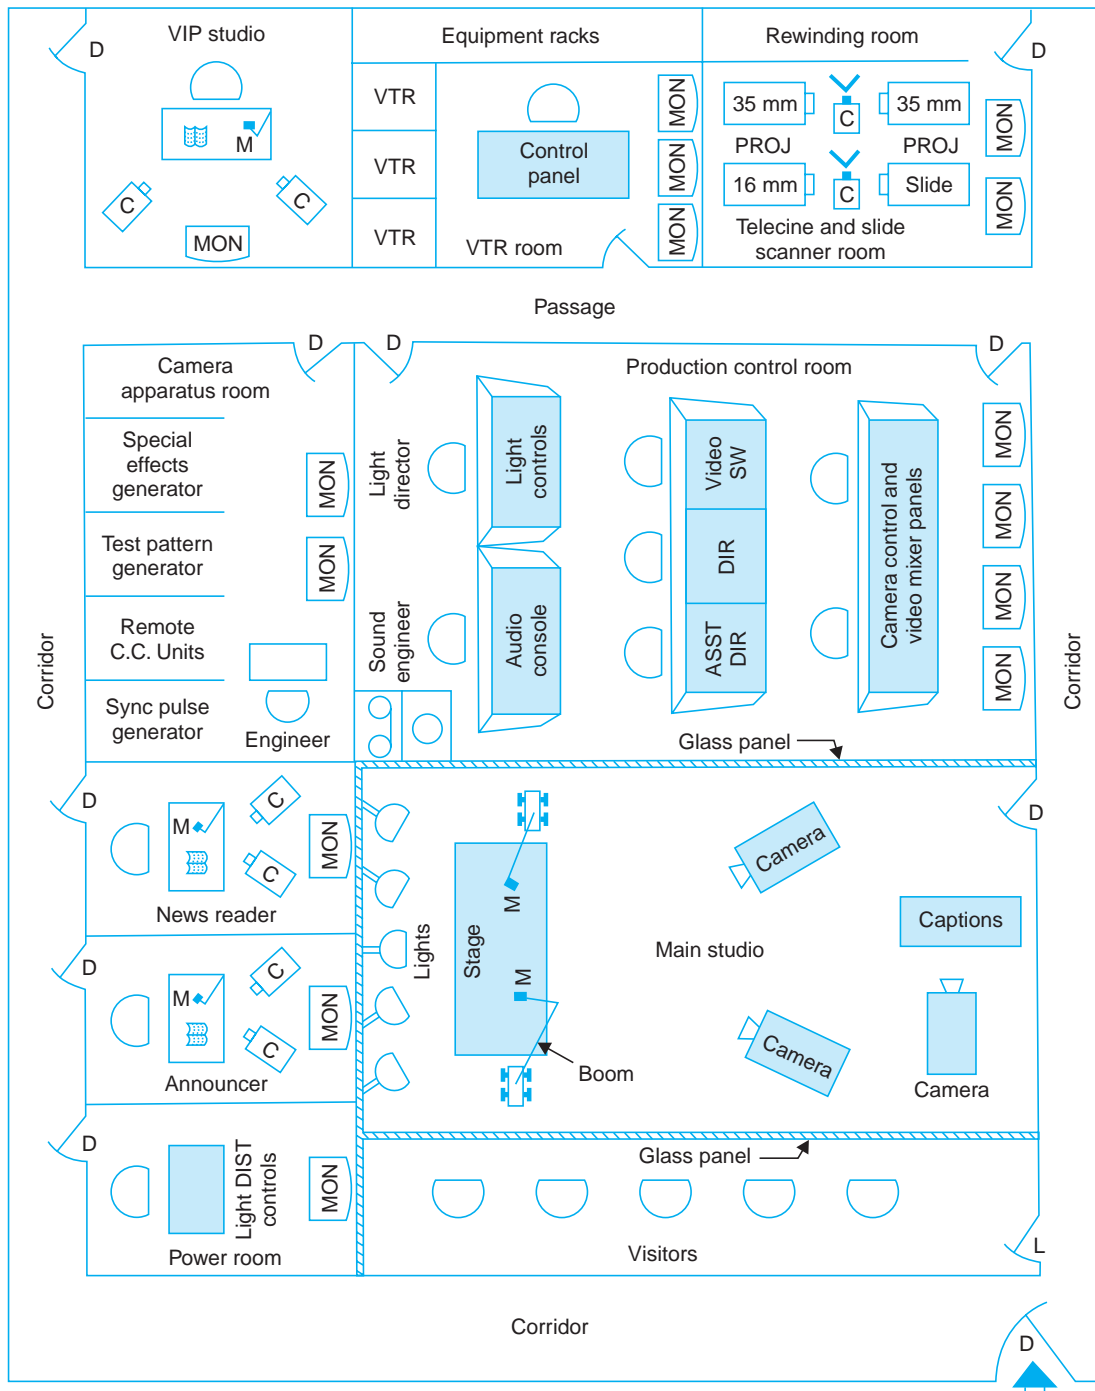 VIP studio
Equipment racks
Rewinding room
D
D
VTR
VTR
VTR
M
C
C
MON
Control
panel
VTR room
MON
MON
MON
35 mm
C
35 mm
PROJ
PROJ
16 mm
C
Slide
Telecine and slide
scanner room
MON
MON
Passage
D
D
D
Camera
apparatus room
Special
effects
generator
Test pattern
generator
Remote
C.C. Units
Sync pulse
generator
MON
MON
Engineer
Production control room
Light
director
Light
controls
Sound
engineer
Audio
console
Video
SW
DIR
ASST
DIR
Camera control and
video mixer panels
MON
MON
MON
MON
Corridor
Corridor
Glass panel
D
M
C
C
MON
News reader
D
M
C
C
MON
Announcer
D
Light DIST
controls
MON
Power room
Lights
Stage
M
M
Boom
Main studio
Camera
Camera
Captions
Camera
D
Glass panel
Visitors
L
Corridor
D